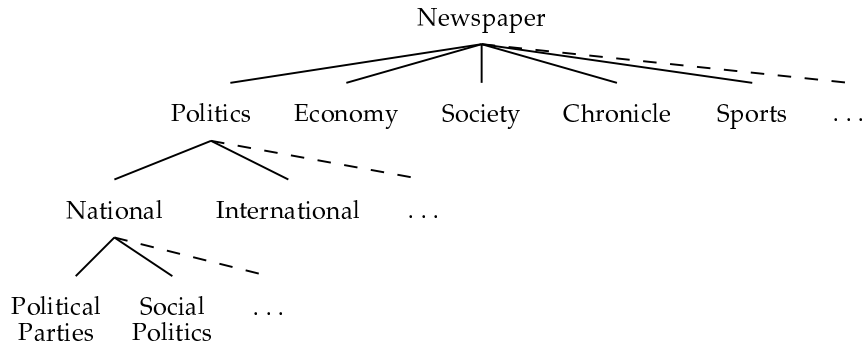 Newspaper
Politics Economy Society Chronicle Sports . . .
National International . . .
Political Social . . .
Parties Politics